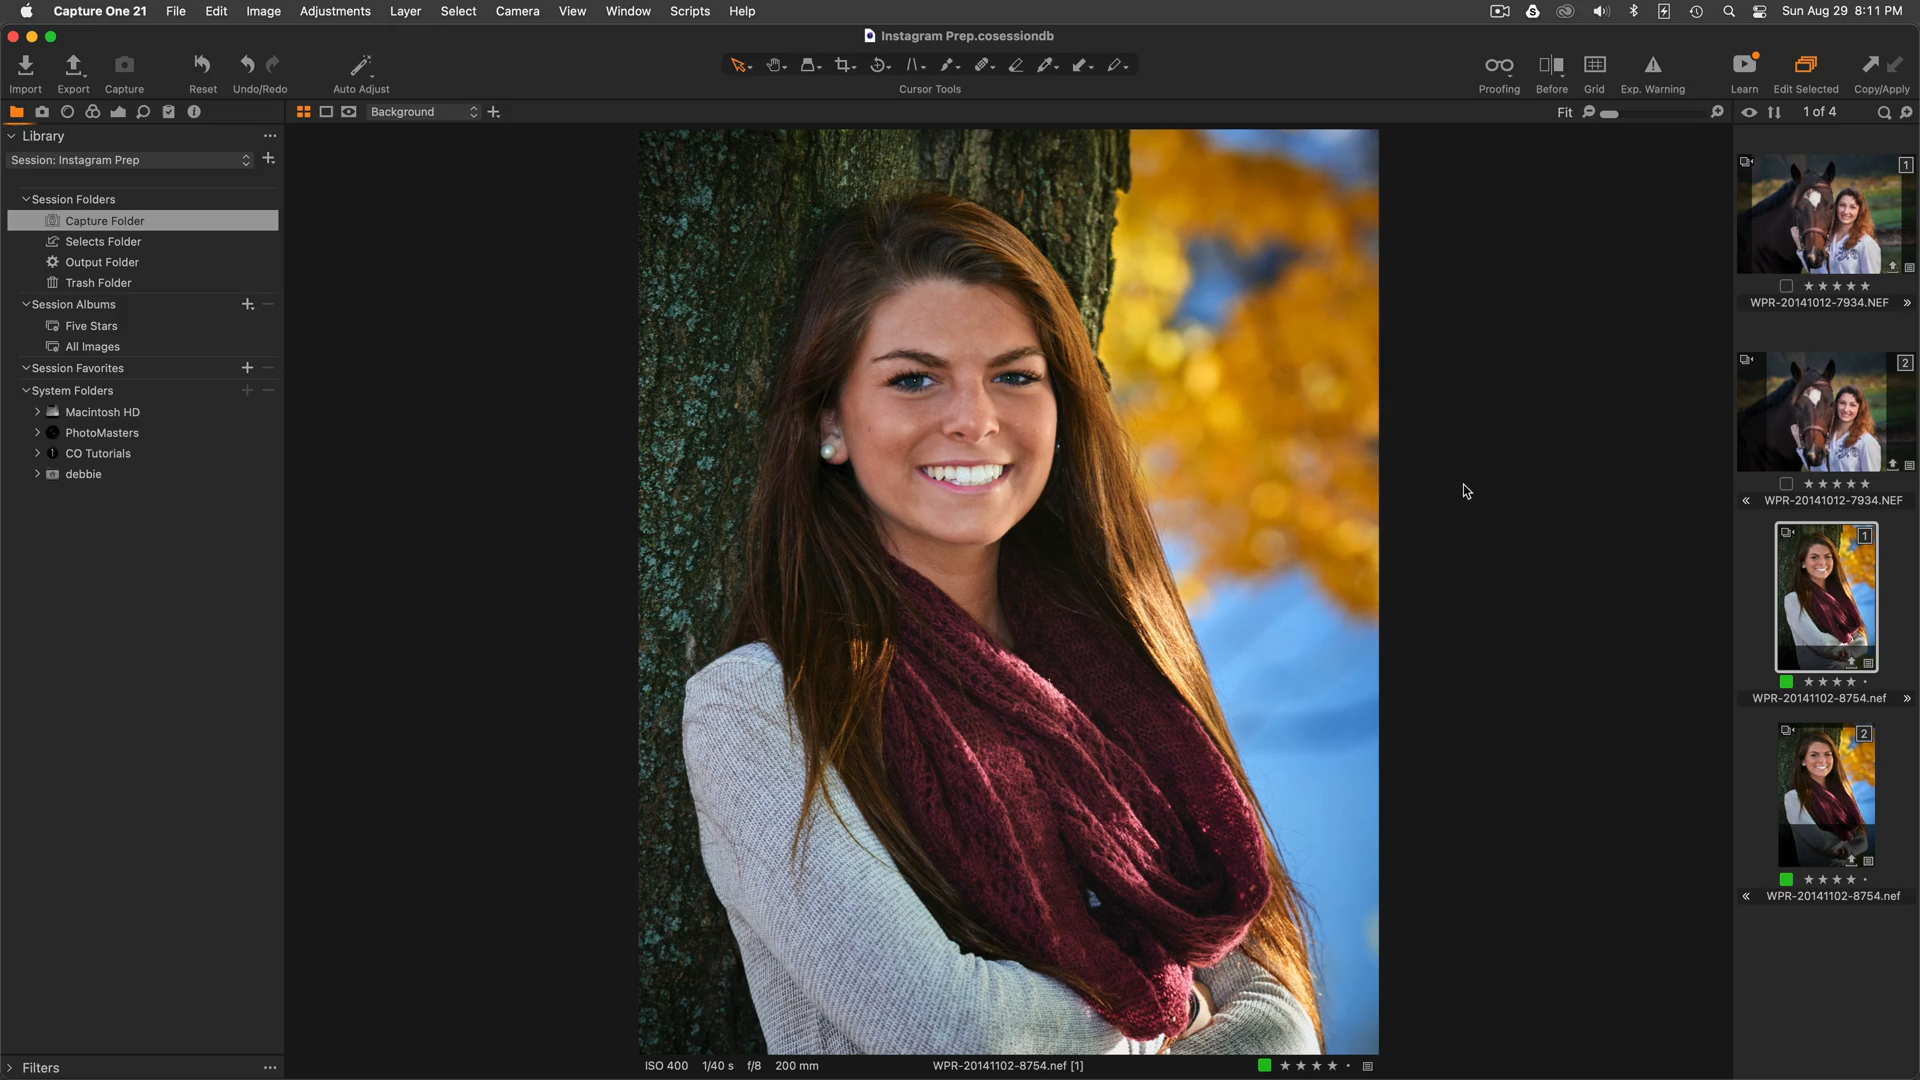 Capture One 21 File Edit Image Adjustments Layer Select Camera View Window Scripts Help Sun Aug 29 8:11 PM
Instagram Prep.cosessiondb
Import Export Capture Reset Undo/Redo Auto Adjust Cursor Tools Proofing Before Grid Exp. Warning Learn Edit Selected Copy/Apply
Background Fit 1 of 4
Library
Session: Instagram Prep
Session Folders
Capture Folder
Selects Folder
Output Folder
Trash Folder
Session Albums
Five Stars
All Images
Session Favorites
System Folders
Macintosh HD
PhotoMasters
CO Tutorials
debbie
Filters
ISO 400 1/40 s f/8 200 mm WPR-20141102-8754.nef [1]
1
WPR-20141012-7934.NEF
2
WPR-20141012-7934.NEF
1
WPR-20141102-8754.nef
2
WPR-20141102-8754.nef